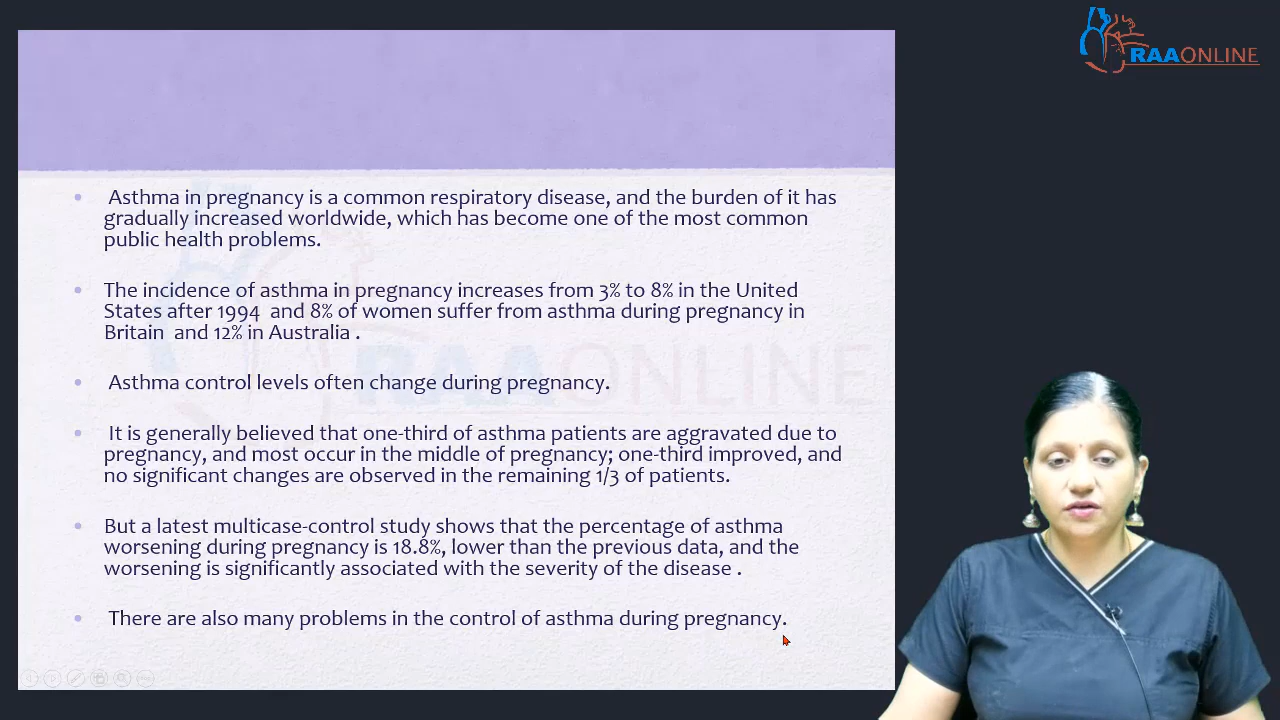 RAAONLINE
• Asthma in pregnancy is a common respiratory disease, and the burden of it has
gradually increased worldwide, which has become one of the most common
public health problems.
• The incidence of asthma in pregnancy increases from 3% to 8% in the United
States after 1994 and 8% of women suffer from asthma during pregnancy in
Britain and 12% in Australia .
• Asthma control levels often change during pregnancy.
• It is generally believed that one-third of asthma patients are aggravated due to
pregnancy, and most occur in the middle of pregnancy; one-third improved, and
no significant changes are observed in the remaining 1/3 of patients.
• But a latest multicase-control study shows that the percentage of asthma
worsening during pregnancy is 18.8%, lower than the previous data, and the
worsening is significantly associated with the severity of the disease .
• There are also many problems in the control of asthma during pregnancy.
RAAONLINE